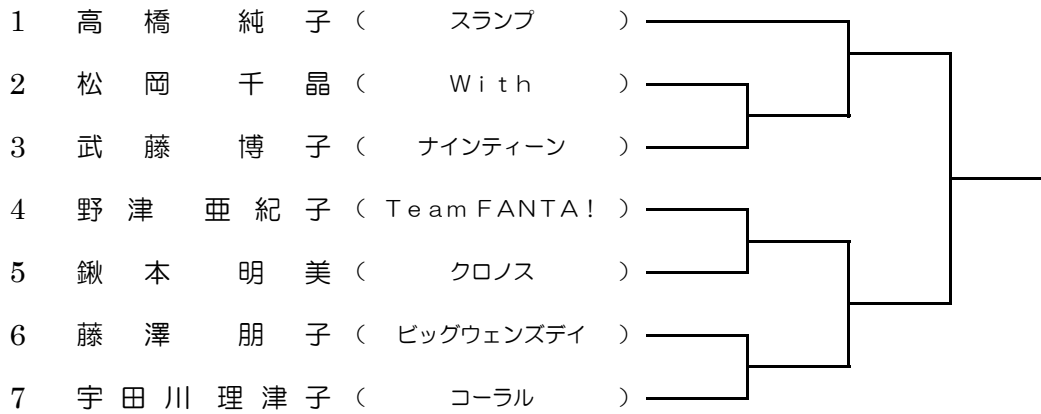 1 高橋 純子 （ スランプ ）
2 松岡 千晶 （ Ｗｉｔｈ ）
3 武藤 博子 （ ナインティーン ）
4 野津 亜紀子 （ Ｔｅａｍ ＦＡＮＴＡ！ ）
5 鍬本 明美 （ クロノス ）
6 藤澤 朋子 （ ビッグウェンズデイ ）
7 宇田川 理津子 （ コーラル ）